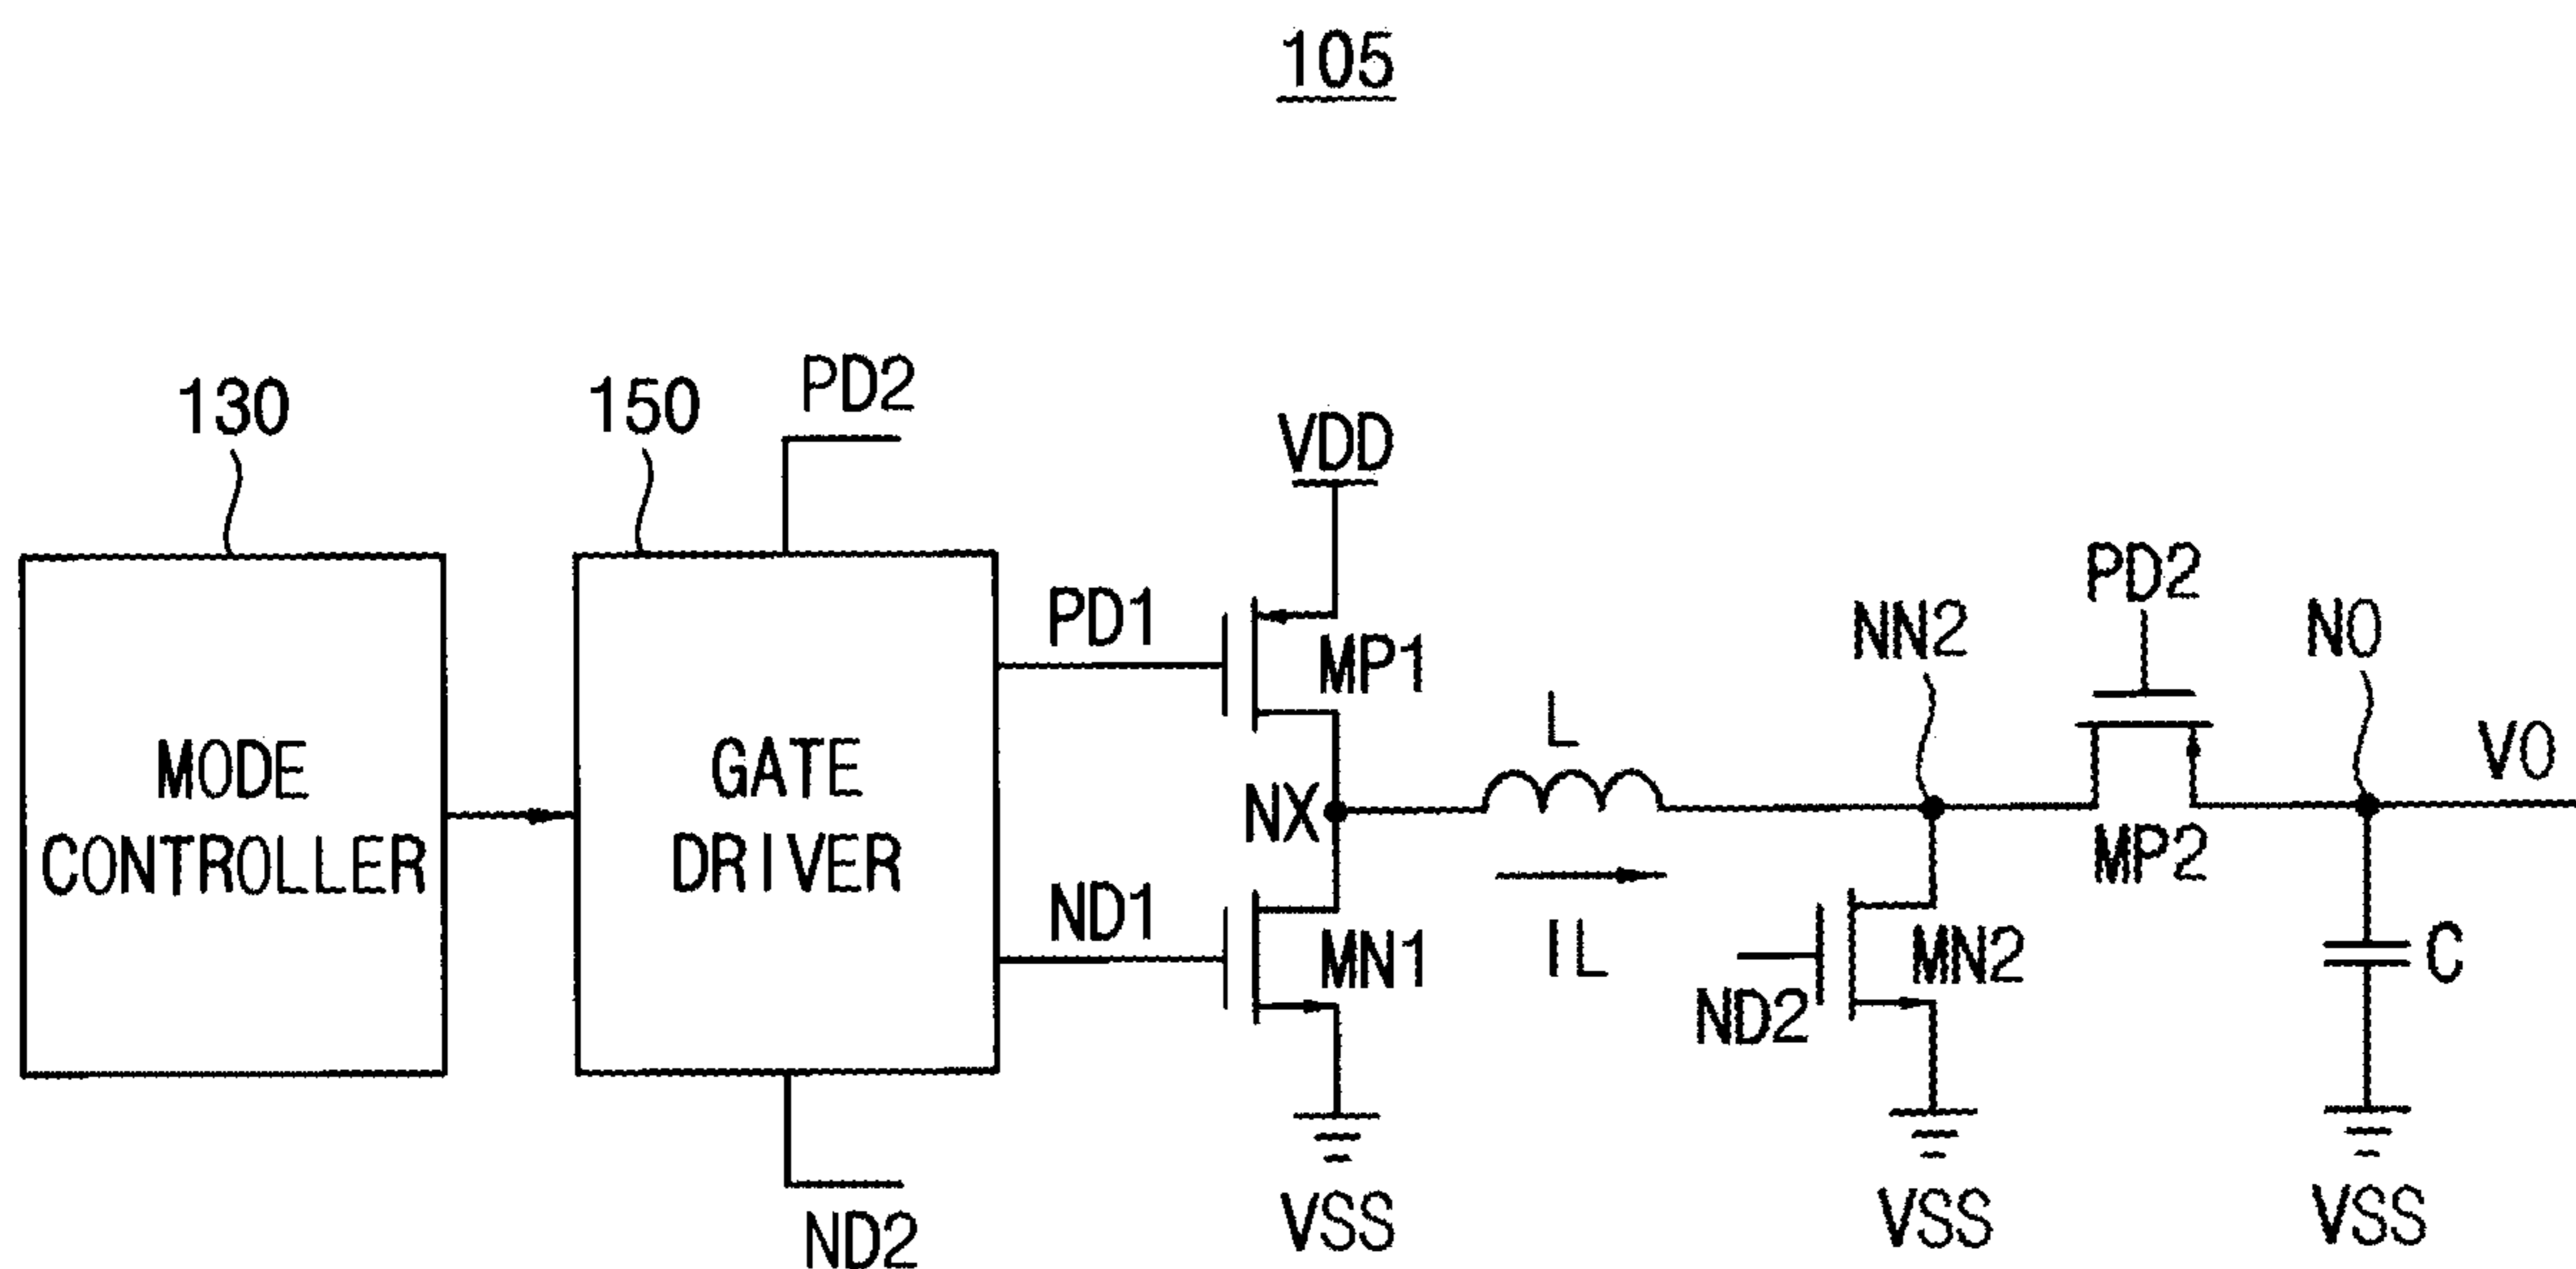 105
130
150
PD2
VDD
PD1
MP1
NX
MODE
CONTROLLER
GATE
DRIVER
ND1
MN1
VSS
ND2
L
IL
NN2
PD2
MP2
NO
VO
ND2
MN2
VSS
C
VSS